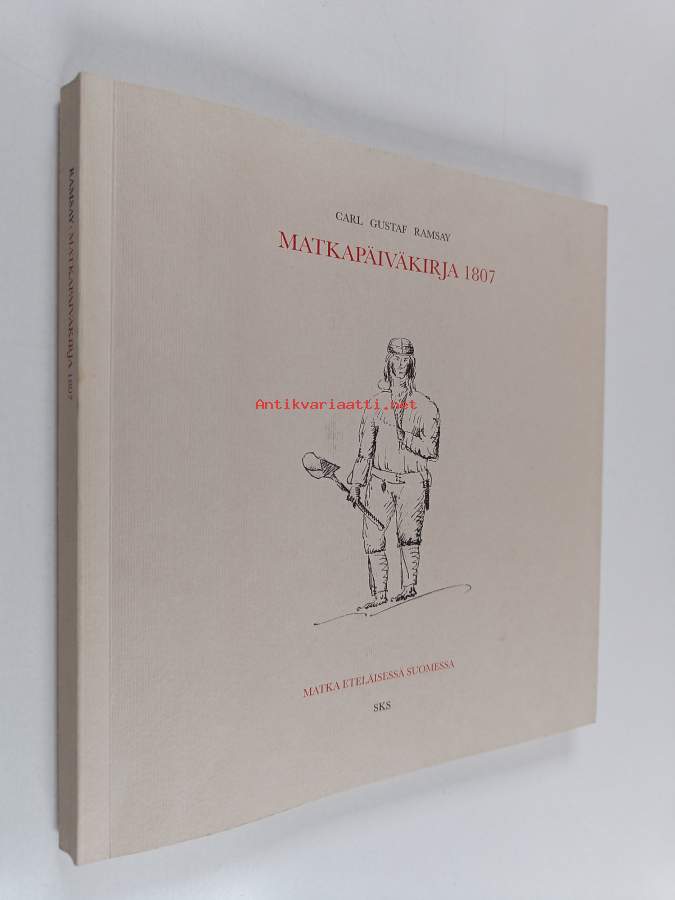 RAMSAY: MATKAPÄIVÄKIRJA 1807
CARL GUSTAF RAMSAY
MATKAPÄIVÄKIRJA 1807
Antikvariaatti.net
MATKA ETELÄISESSÄ SUOMESSA
SKS